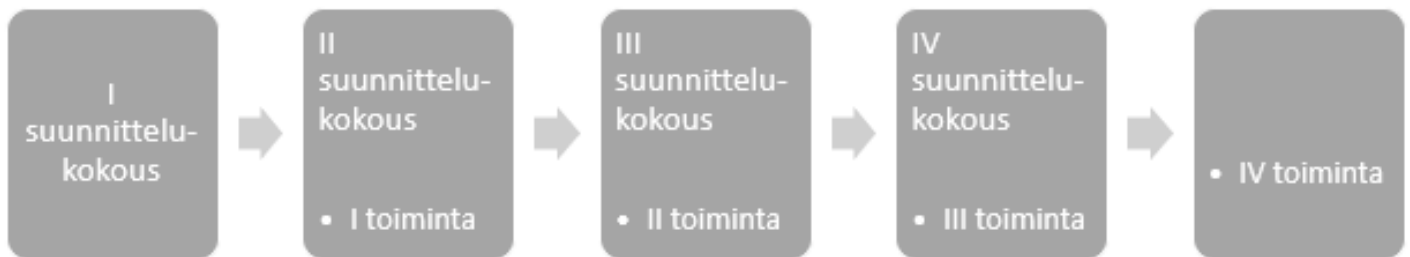 I
suunnittelu-
kokous
II
suunnittelu-
kokous
• I toiminta
III
suunnittelu-
kokous
• II toiminta
IV
suunnittelu-
kokous
• III toiminta
• IV toiminta